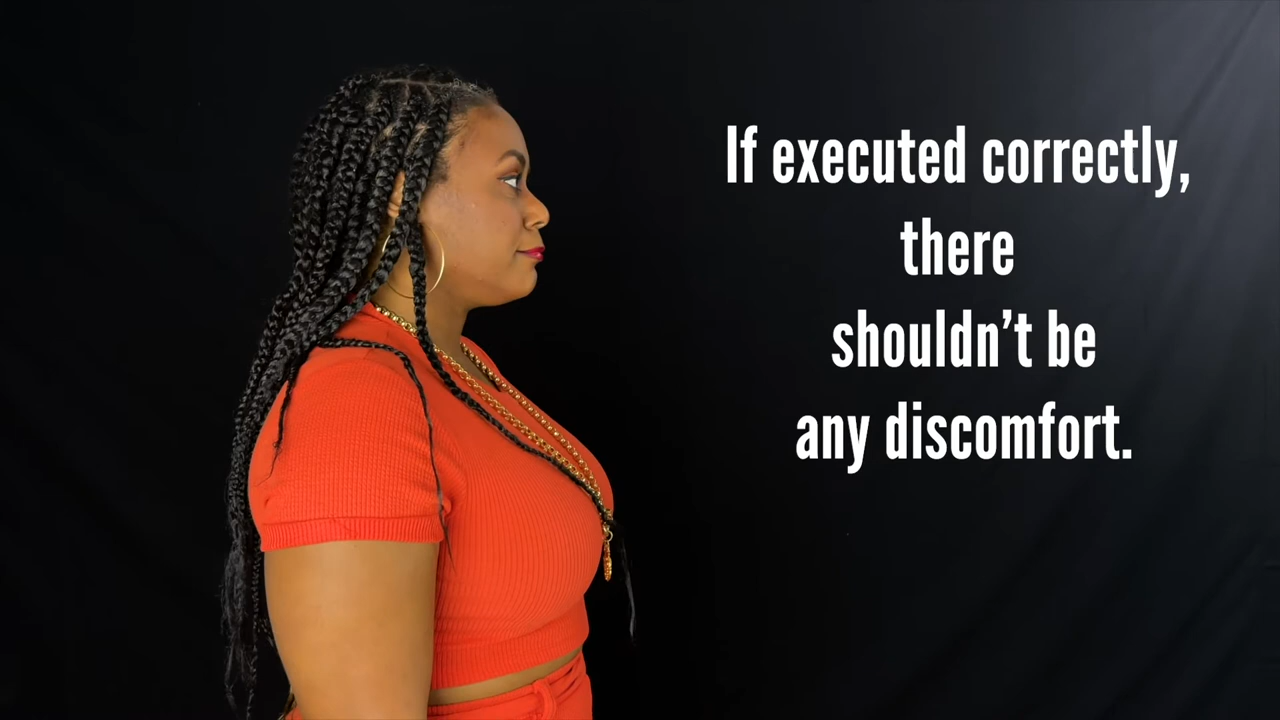 If executed correctly,
there
shouldn’t be
any discomfort.